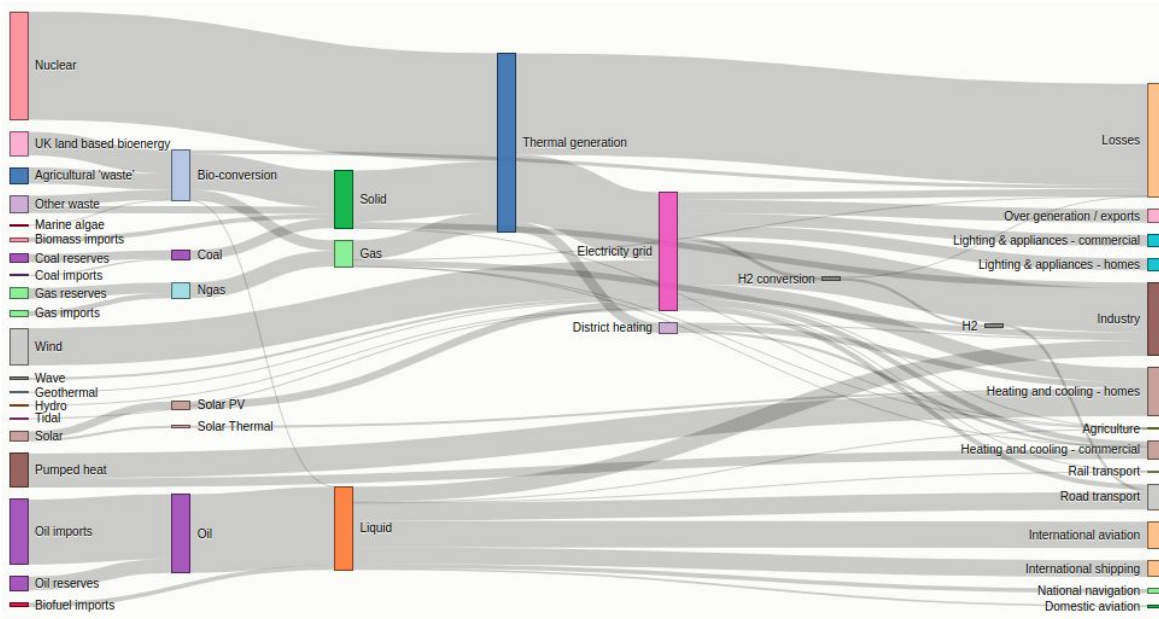 Nuclear
UK land based bioenergy
Agricultural 'waste'
Other waste
Marine algae
Biomass imports
Coal reserves
Coal imports
Gas reserves
Gas imports
Wind
Wave
Geothermal
Hydro
Tidal
Solar
Pumped heat
Oil imports
Oil reserves
Biofuel imports
Bio-conversion
Coal
Ngas
Solar PV
Solar Thermal
Oil
Solid
Gas
Liquid
Thermal generation
Electricity grid
District heating
H2 conversion
H2
Losses
Over generation / exports
Lighting & appliances - commercial
Lighting & appliances - homes
Industry
Heating and cooling - homes
Agriculture
Heating and cooling - commercial
Rail transport
Road transport
International aviation
International shipping
National navigation
Domestic aviation